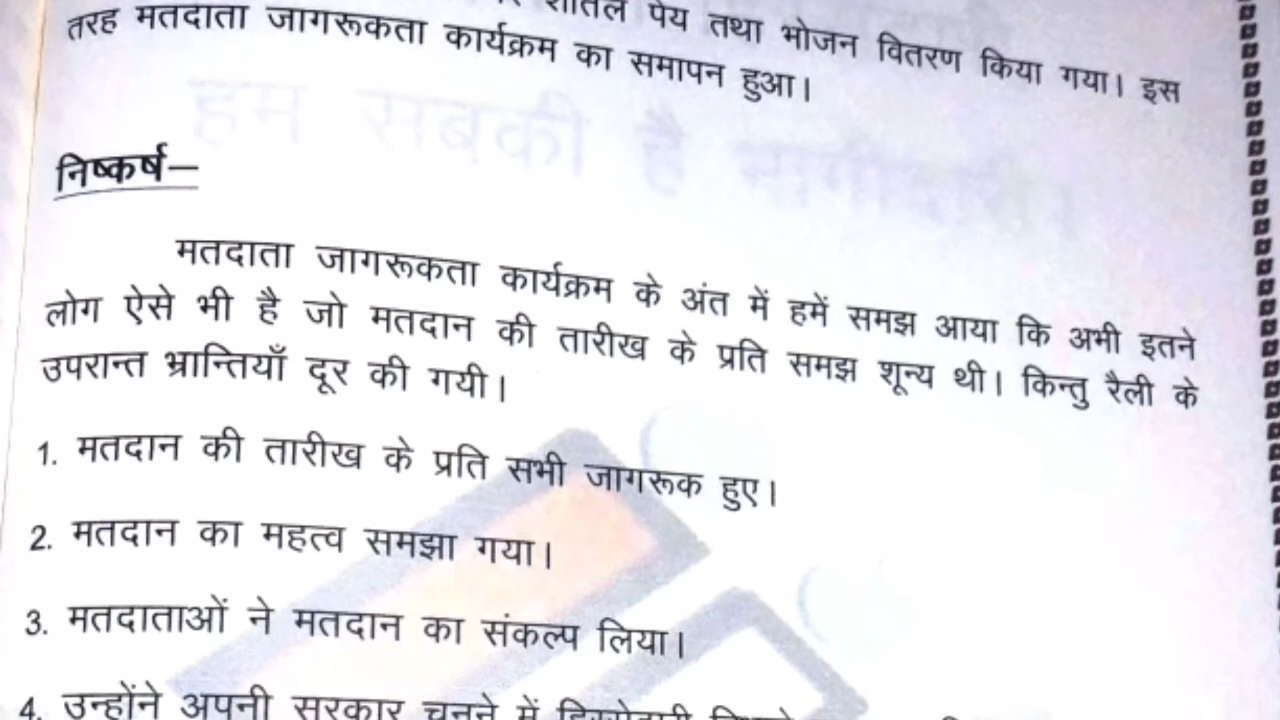 शीतल पेय तथा भोजन वितरण किया गया। इस
तरह मतदाता जागरूकता कार्यक्रम का समापन हुआ।
हम सबकी है
निष्कर्ष–
मतदाता जागरूकता कार्यक्रम के अंत में हमें समझ आया कि अभी इतने
लोग ऐसे भी है जो मतदान की तारीख के प्रति समझ शून्य थी। किन्तु रैली के
उपरान्त भ्रान्तियाँ दूर की गयी।
1. मतदान की तारीख के प्रति सभी जागरूक हुए।
2. मतदान का महत्व समझा गया।
3. मतदाताओं ने मतदान का संकल्प लिया।
4. उन्होंने अपनी सरकार चुनने में